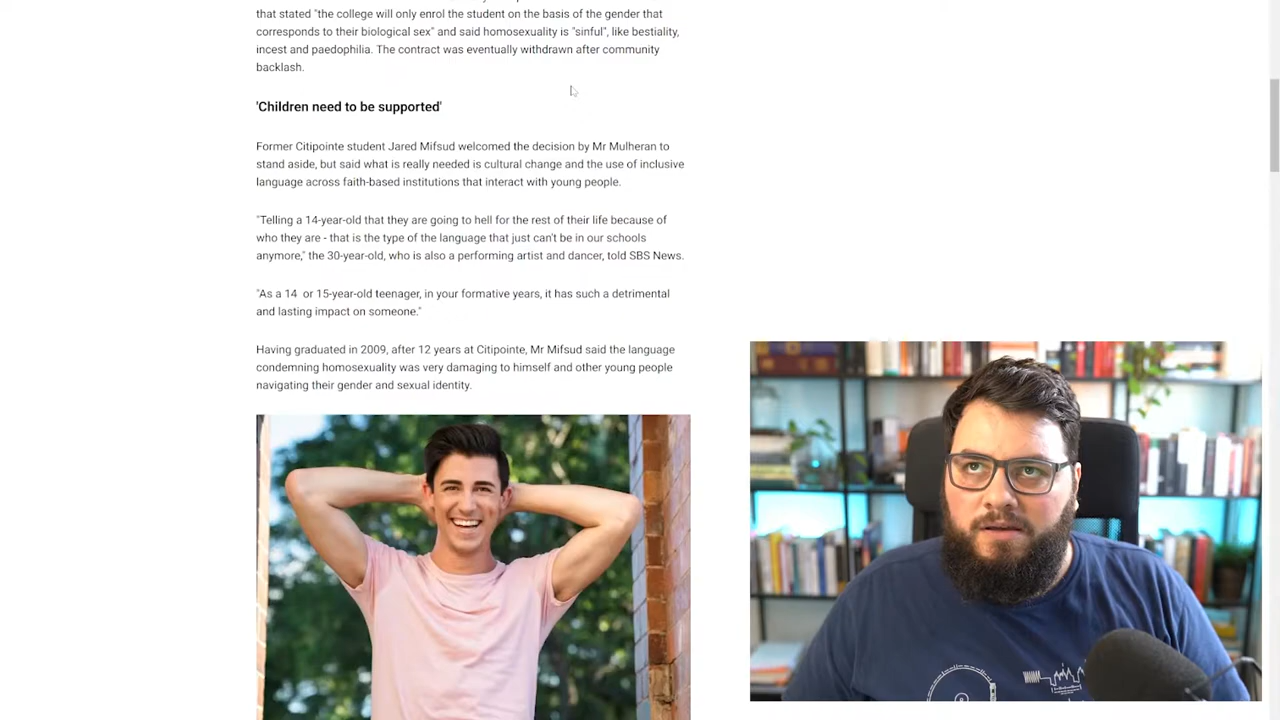 that stated "the college will only enrol the student on the basis of the gender that
corresponds to their biological sex" and said homosexuality is "sinful", like bestiality,
incest and paedophilia. The contract was eventually withdrawn after community
backlash.
'Children need to be supported'
Former Citipointe student Jared Mifsud welcomed the decision by Mr Mulheran to
stand aside, but said what is really needed is cultural change and the use of inclusive
language across faith-based institutions that interact with young people.
"Telling a 14-year-old that they are going to hell for the rest of their life because of
who they are - that is the type of the language that just can't be in our schools
anymore," the 30-year-old, who is also a performing artist and dancer, told SBS News.
"As a 14 or 15-year-old teenager, in your formative years, it has such a detrimental
and lasting impact on someone."
Having graduated in 2009, after 12 years at Citipointe, Mr Mifsud said the language
condemning homosexuality was very damaging to himself and other young people
navigating their gender and sexual identity.